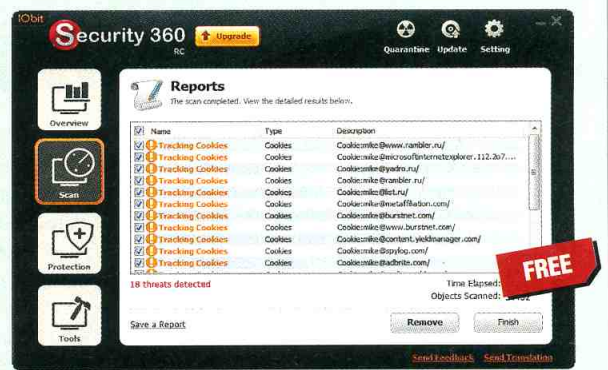 IObit
Security 360
RC
Upgrade
Quarantine Update Setting
Overview
Scan
Protection
Tools
Reports
The scan completed. View the detailed results below.
Name Type Description
Tracking Cookies Cookies Cookie:mike@www.rambler.ru/
Tracking Cookies Cookies Cookie:mike@microsoftinternetexplorer.112.2o7....
Tracking Cookies Cookies Cookie:mike@yadro.ru/
Tracking Cookies Cookies Cookie:mike@rambler.ru/
Tracking Cookies Cookies Cookie:mike@list.ru/
Tracking Cookies Cookies Cookie:mike@metaffiliation.com/
Tracking Cookies Cookies Cookie:mike@burstnet.com/
Tracking Cookies Cookies Cookie:mike@www.burstnet.com/
Tracking Cookies Cookies Cookie:mike@content.yieldmanager.com/
Tracking Cookies Cookies Cookie:mike@spylog.com/
Tracking Cookies Cookies Cookie:mike@adbrite.com/
18 threats detected
Time Elapsed:
Objects Scanned:
FREE
Save a Report
Remove
Finish
Send Feedback Send Translation